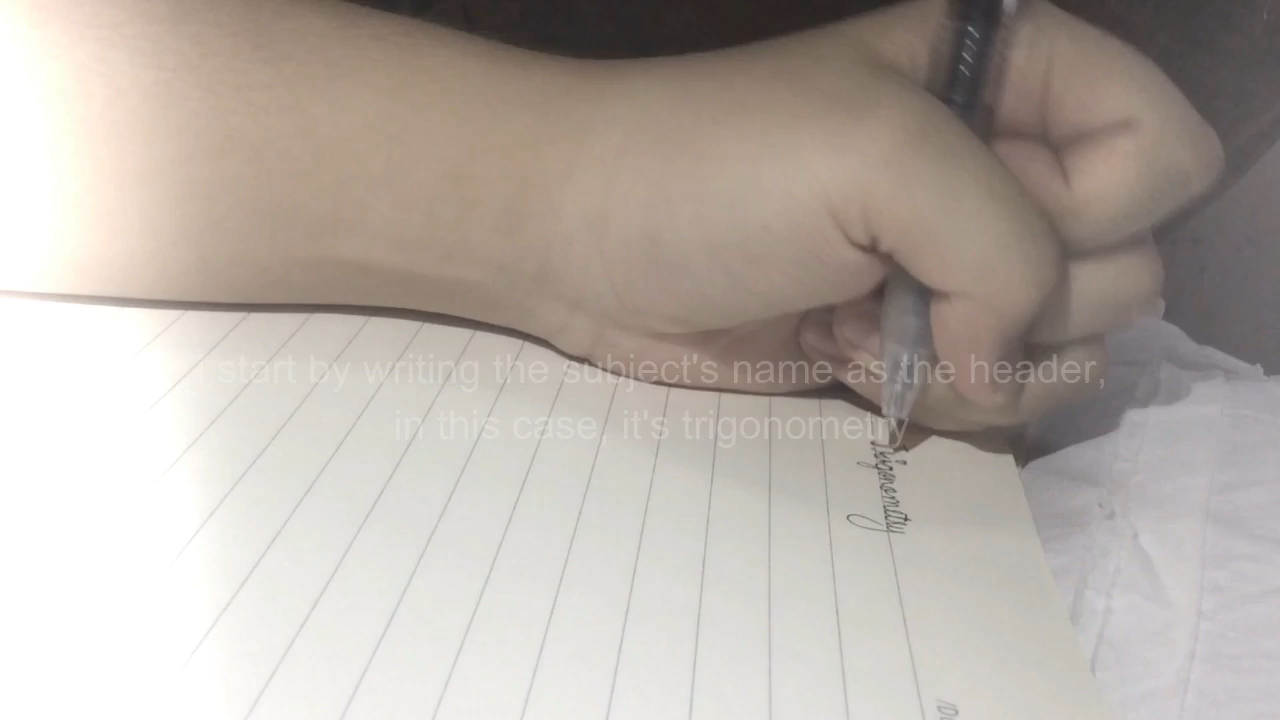 start by writing the subject's name as the header,
in this case, it's trigonometry
Trigonometry